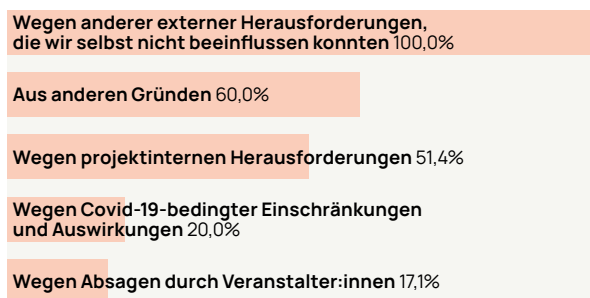 Wegen anderer externer Herausforderungen,
die wir selbst nicht beeinflussen konnten 100,0%
Aus anderen Gründen 60,0%
Wegen projektinternen Herausforderungen 51,4%
Wegen Covid-19-bedingter Einschränkungen
und Auswirkungen 20,0%
Wegen Absagen durch Veranstalter:innen 17,1%